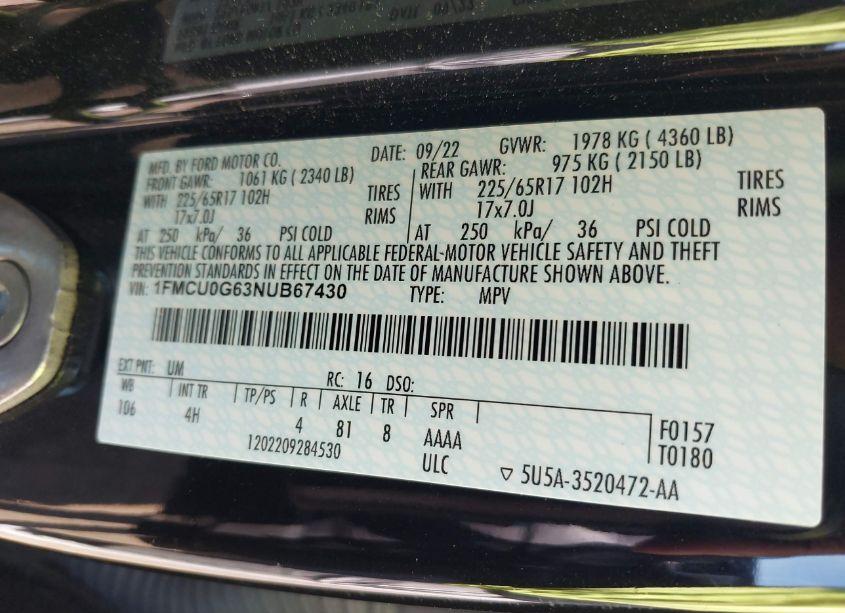 MFD. BY FORD MOTOR CO.
DATE: 09/22 GVWR: 1978 KG ( 4360 LB)
FRONT GAWR: 1061 KG ( 2340 LB)
REAR GAWR: 975 KG ( 2150 LB)
WITH 225/65R17 102H TIRES
WITH 225/65R17 102H TIRES
17x7.0J RIMS
17x7.0J RIMS
AT 250 kPa/ 36 PSI COLD
AT 250 kPa/ 36 PSI COLD
THIS VEHICLE CONFORMS TO ALL APPLICABLE FEDERAL-MOTOR VEHICLE SAFETY AND THEFT
PREVENTION STANDARDS IN EFFECT ON THE DATE OF MANUFACTURE SHOWN ABOVE.
VIN: 1FMCU0G63NUB67430 TYPE: MPV
EXT PNT: UM RC: 16 DSO:
WB INT TR TP/PS R AXLE TR SPR
106 4H 4 81 8 AAAA
F0157
T0180
1202209284530 ULC
5U5A-3520472-AA